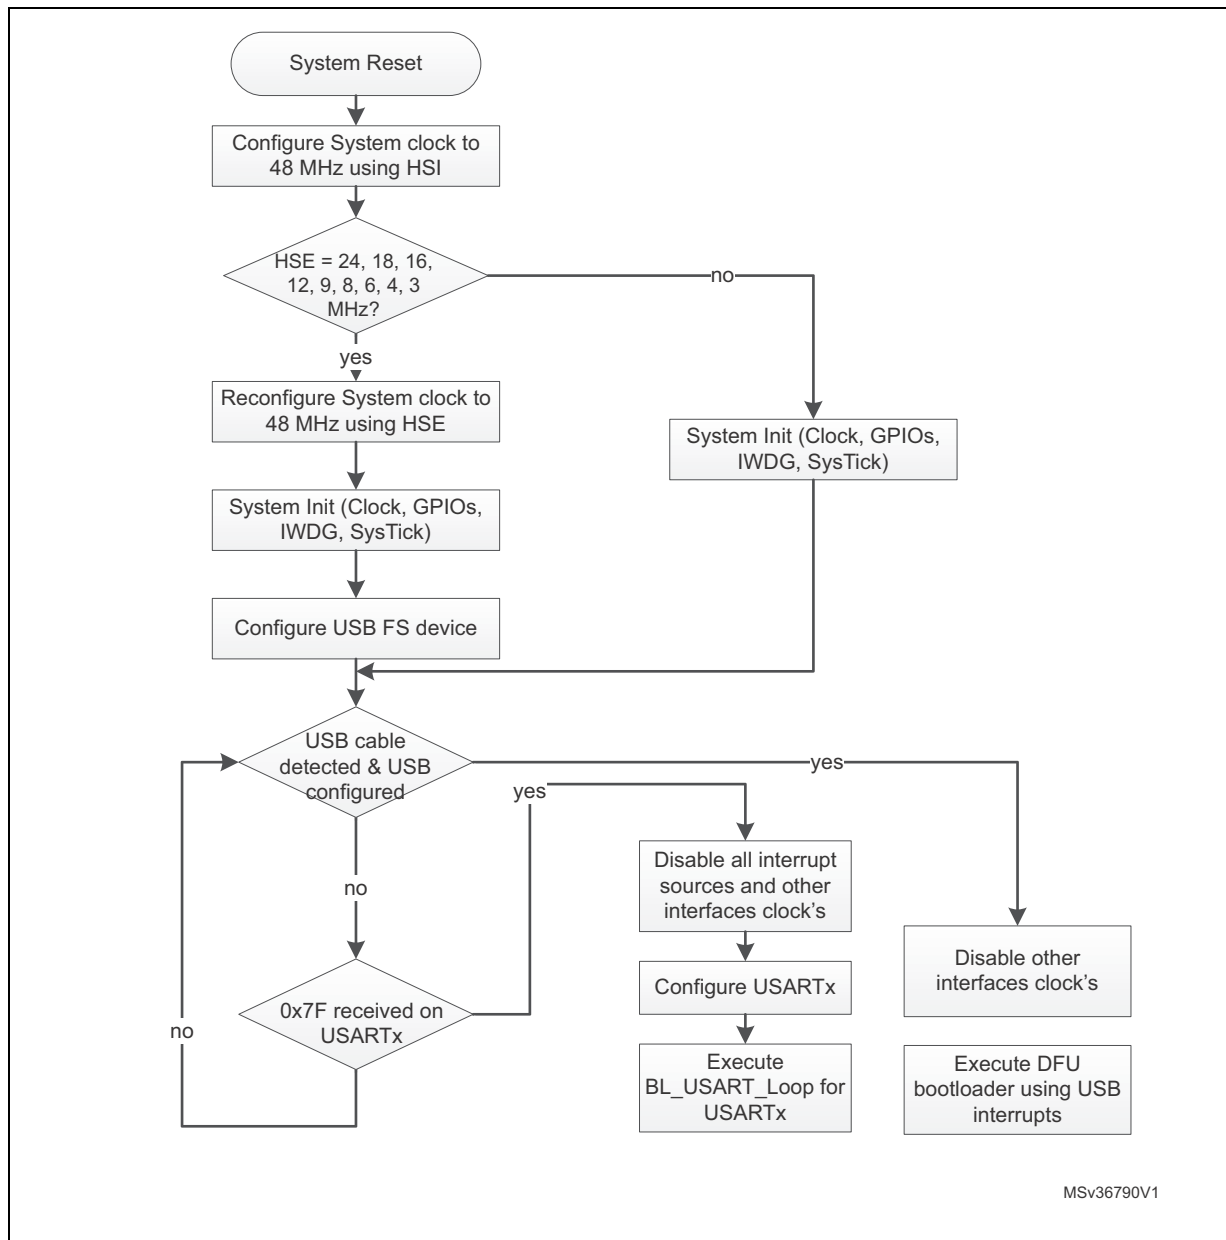 System Reset
Configure System clock to
48 MHz using HSI
HSE = 24, 18, 16,
12, 9, 8, 6, 4, 3
MHz?
no
yes
Reconfigure System clock to
48 MHz using HSE
System Init (Clock, GPIOs,
IWDG, SysTick)
System Init (Clock, GPIOs,
IWDG, SysTick)
Configure USB FS device
USB cable
detected & USB
configured
yes
yes
no
Disable all interrupt
sources and other
interfaces clock's
Disable other
interfaces clock's
Configure USARTx
0x7F received on
USARTx
no
Execute
BL_USART_Loop for
USARTx
Execute DFU
bootloader using USB
interrupts
MSv36790V1